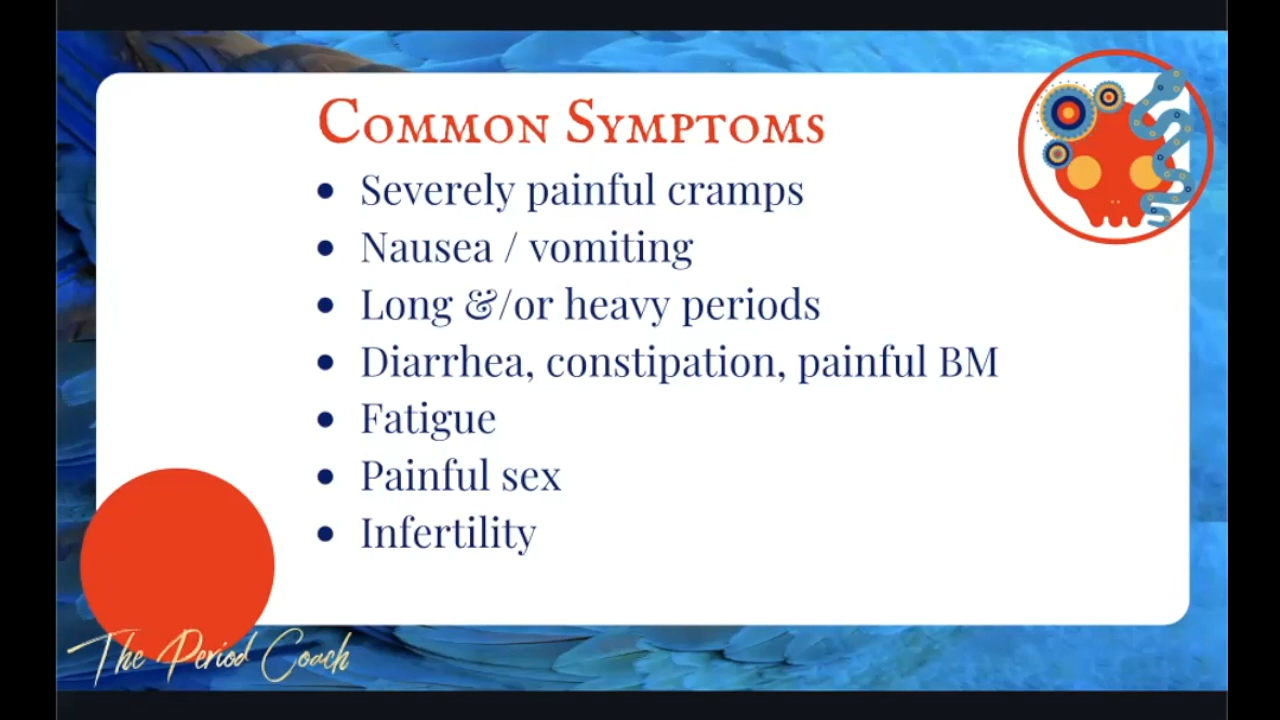 Common Symptoms
Severely painful cramps
Nausea / vomiting
Long &/or heavy periods
Diarrhea, constipation, painful BM
Fatigue
Painful sex
Infertility
The Period Coach